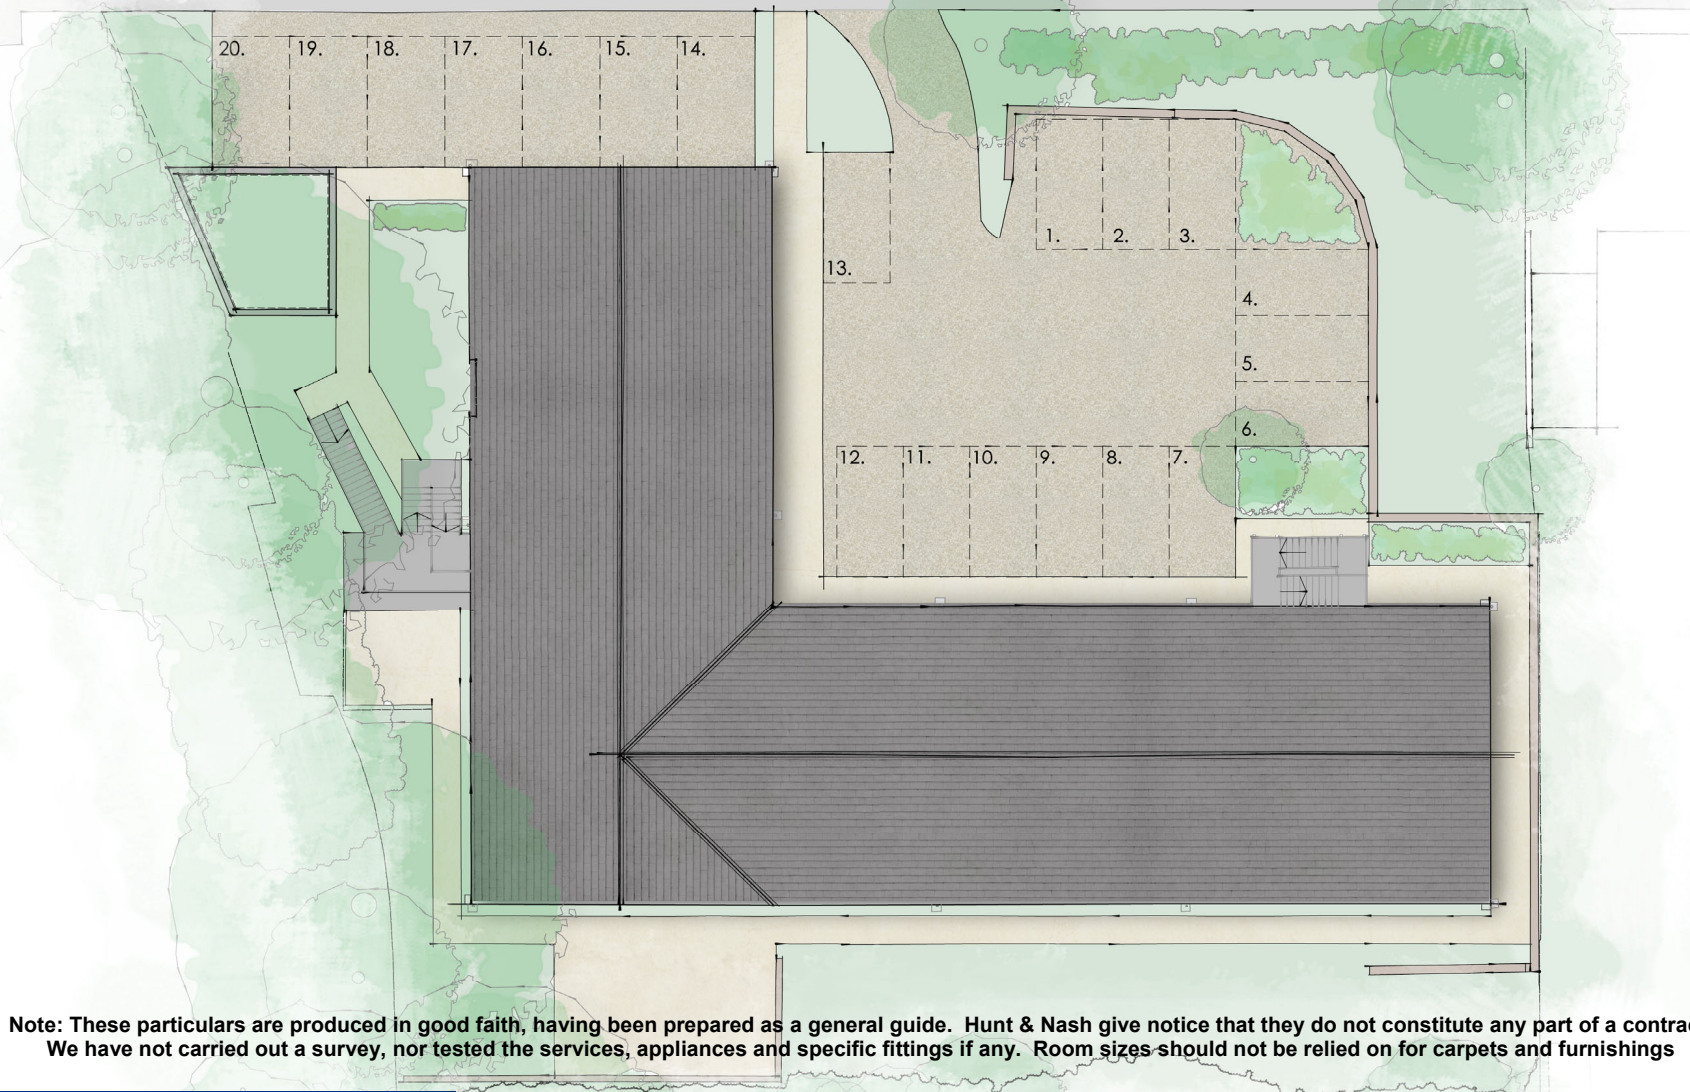 20. 19. 18. 17. 16. 15. 14.
1. 2. 3.
13.
4.
5.
6.
12. 11. 10. 9. 8. 7.
Note: These particulars are produced in good faith, having been prepared as a general guide. Hunt & Nash give notice that they do not constitute any part of a contra
We have not carried out a survey, nor tested the services, appliances and specific fittings if any. Room sizes should not be relied on for carpets and furnishings